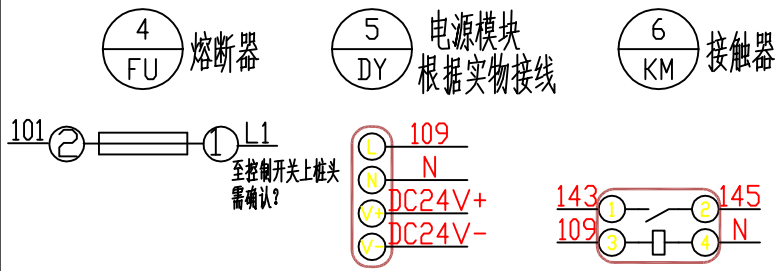 4
FU
熔断器
5
DY
电源模块
根据实物接线
6
KM
接触器
101
2
1
L1
至控制开关上桩头
需确认?
L
109
N
N
V+
DC24V+
V-
DC24V-
143
1
2
145
109
3
4
N